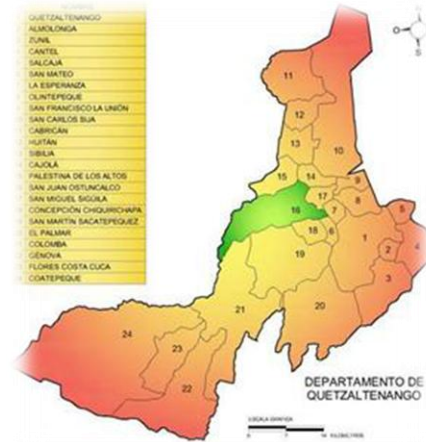 QUETZALTENANGO
ALMOLONGA
ZUNIL
CANTEL
SALCAJÁ
SAN MATEO
LA ESPERANZA
OLINTEPEQUE
SAN FRANCISCO LA UNIÓN
SAN CARLOS SIJA
CABRICÁN
HUITÁN
SIBILIA
CAJOLÁ
PALESTINA DE LOS ALTOS
SAN JUAN OSTUNCALCO
SAN MIGUEL SIGÜILA
CONCEPCIÓN CHIQUIRICHAPA
SAN MARTÍN SACATEPEQUEZ
EL PALMAR
COLOMBA
GÉNOVA
FLORES COSTA CUCA
COATEPEQUE
O
S
11
12
10
13
15
14
9
17
8
16
7
5
18
6
1
4
2
19
3
21
20
24
23
22
DEPARTAMENTO DE
QUETZALTENANGO
ESCALA GRÁFICA